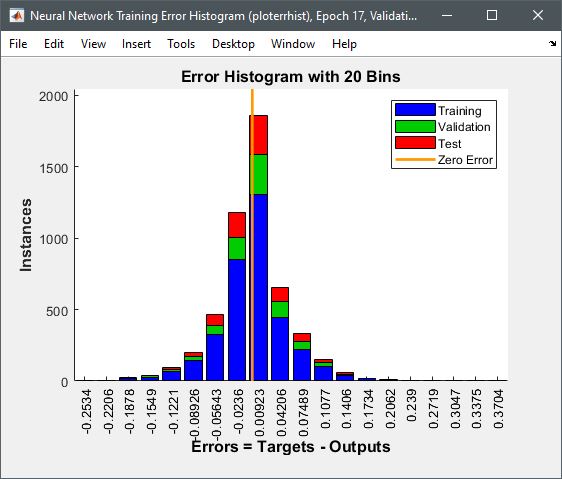 Neural Network Training Error Histogram (ploterrhist), Epoch 17, Validati...
File Edit View Insert Tools Desktop Window Help
Error Histogram with 20 Bins
2000
1500
1000
500
0
Instances
Training
Validation
Test
Zero Error
-0.2534
-0.2206
-0.1878
-0.1549
-0.1221
-0.08926
-0.05643
-0.0236
0.00923
0.04206
0.07489
0.1077
0.1406
0.1734
0.2062
0.239
0.2719
0.3047
0.3375
0.3704
Errors = Targets - Outputs